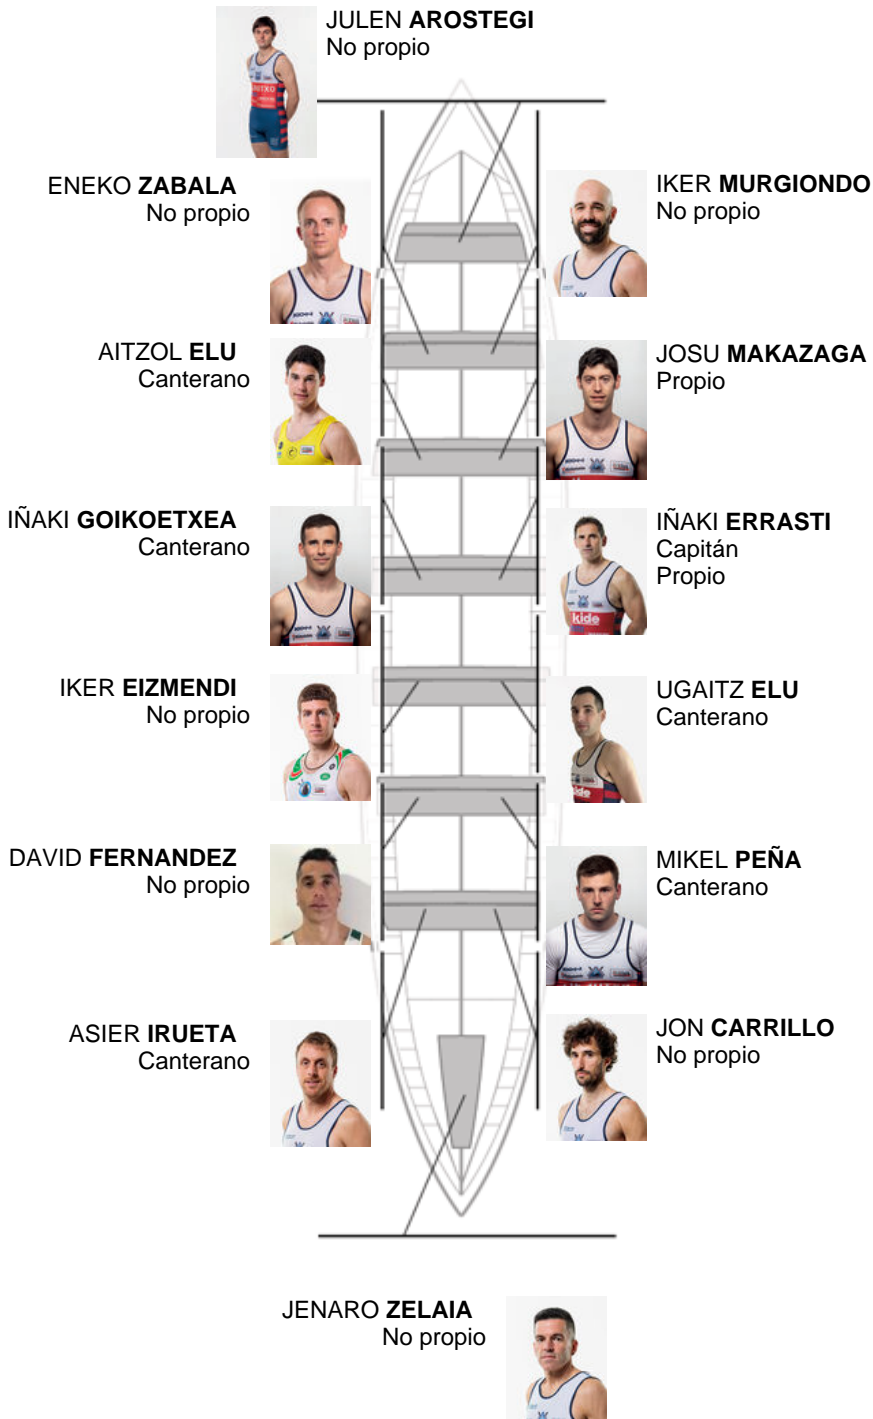 JULEN AROSTEGI
No propio
ENEKO ZABALA
No propio
IKER MURGIONDO
No propio
AITZOL ELU
Canterano
JOSU MAKAZAGA
Propio
IÑAKI GOIKOETXEA
Canterano
IÑAKI ERRASTI
Capitán
Propio
kide
IKER EIZMENDI
No propio
UGAITZ ELU
Canterano
kide
DAVID FERNANDEZ
No propio
MIKEL PEÑA
Canterano
ASIER IRUETA
Canterano
JON CARRILLO
No propio
JENARO ZELAIA
No propio